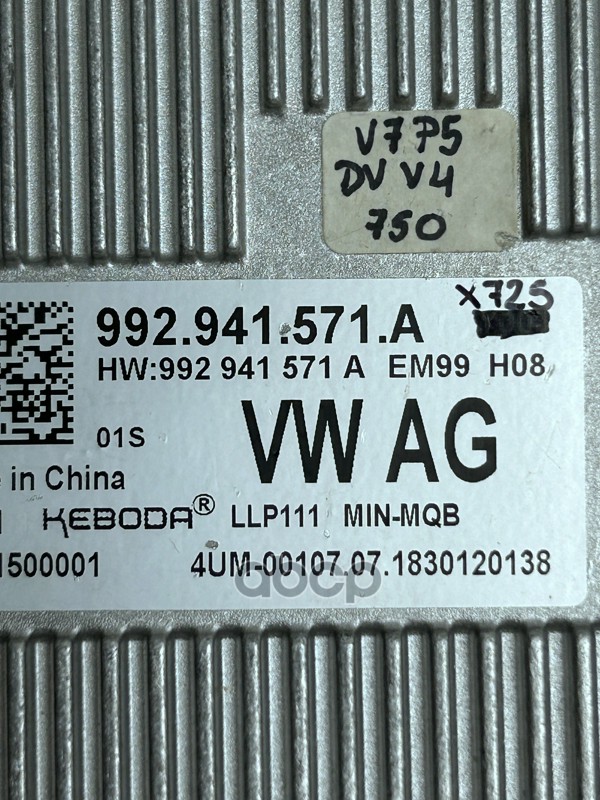 V7P5
DV V4
750
X725
992.941.571.A
HW:992 941 571 A EM99 H08
01S
VW AG
in China
KEBODA® LLP111 MIN-MQB
1500001 4UM-00107.07.1830120138
adcp